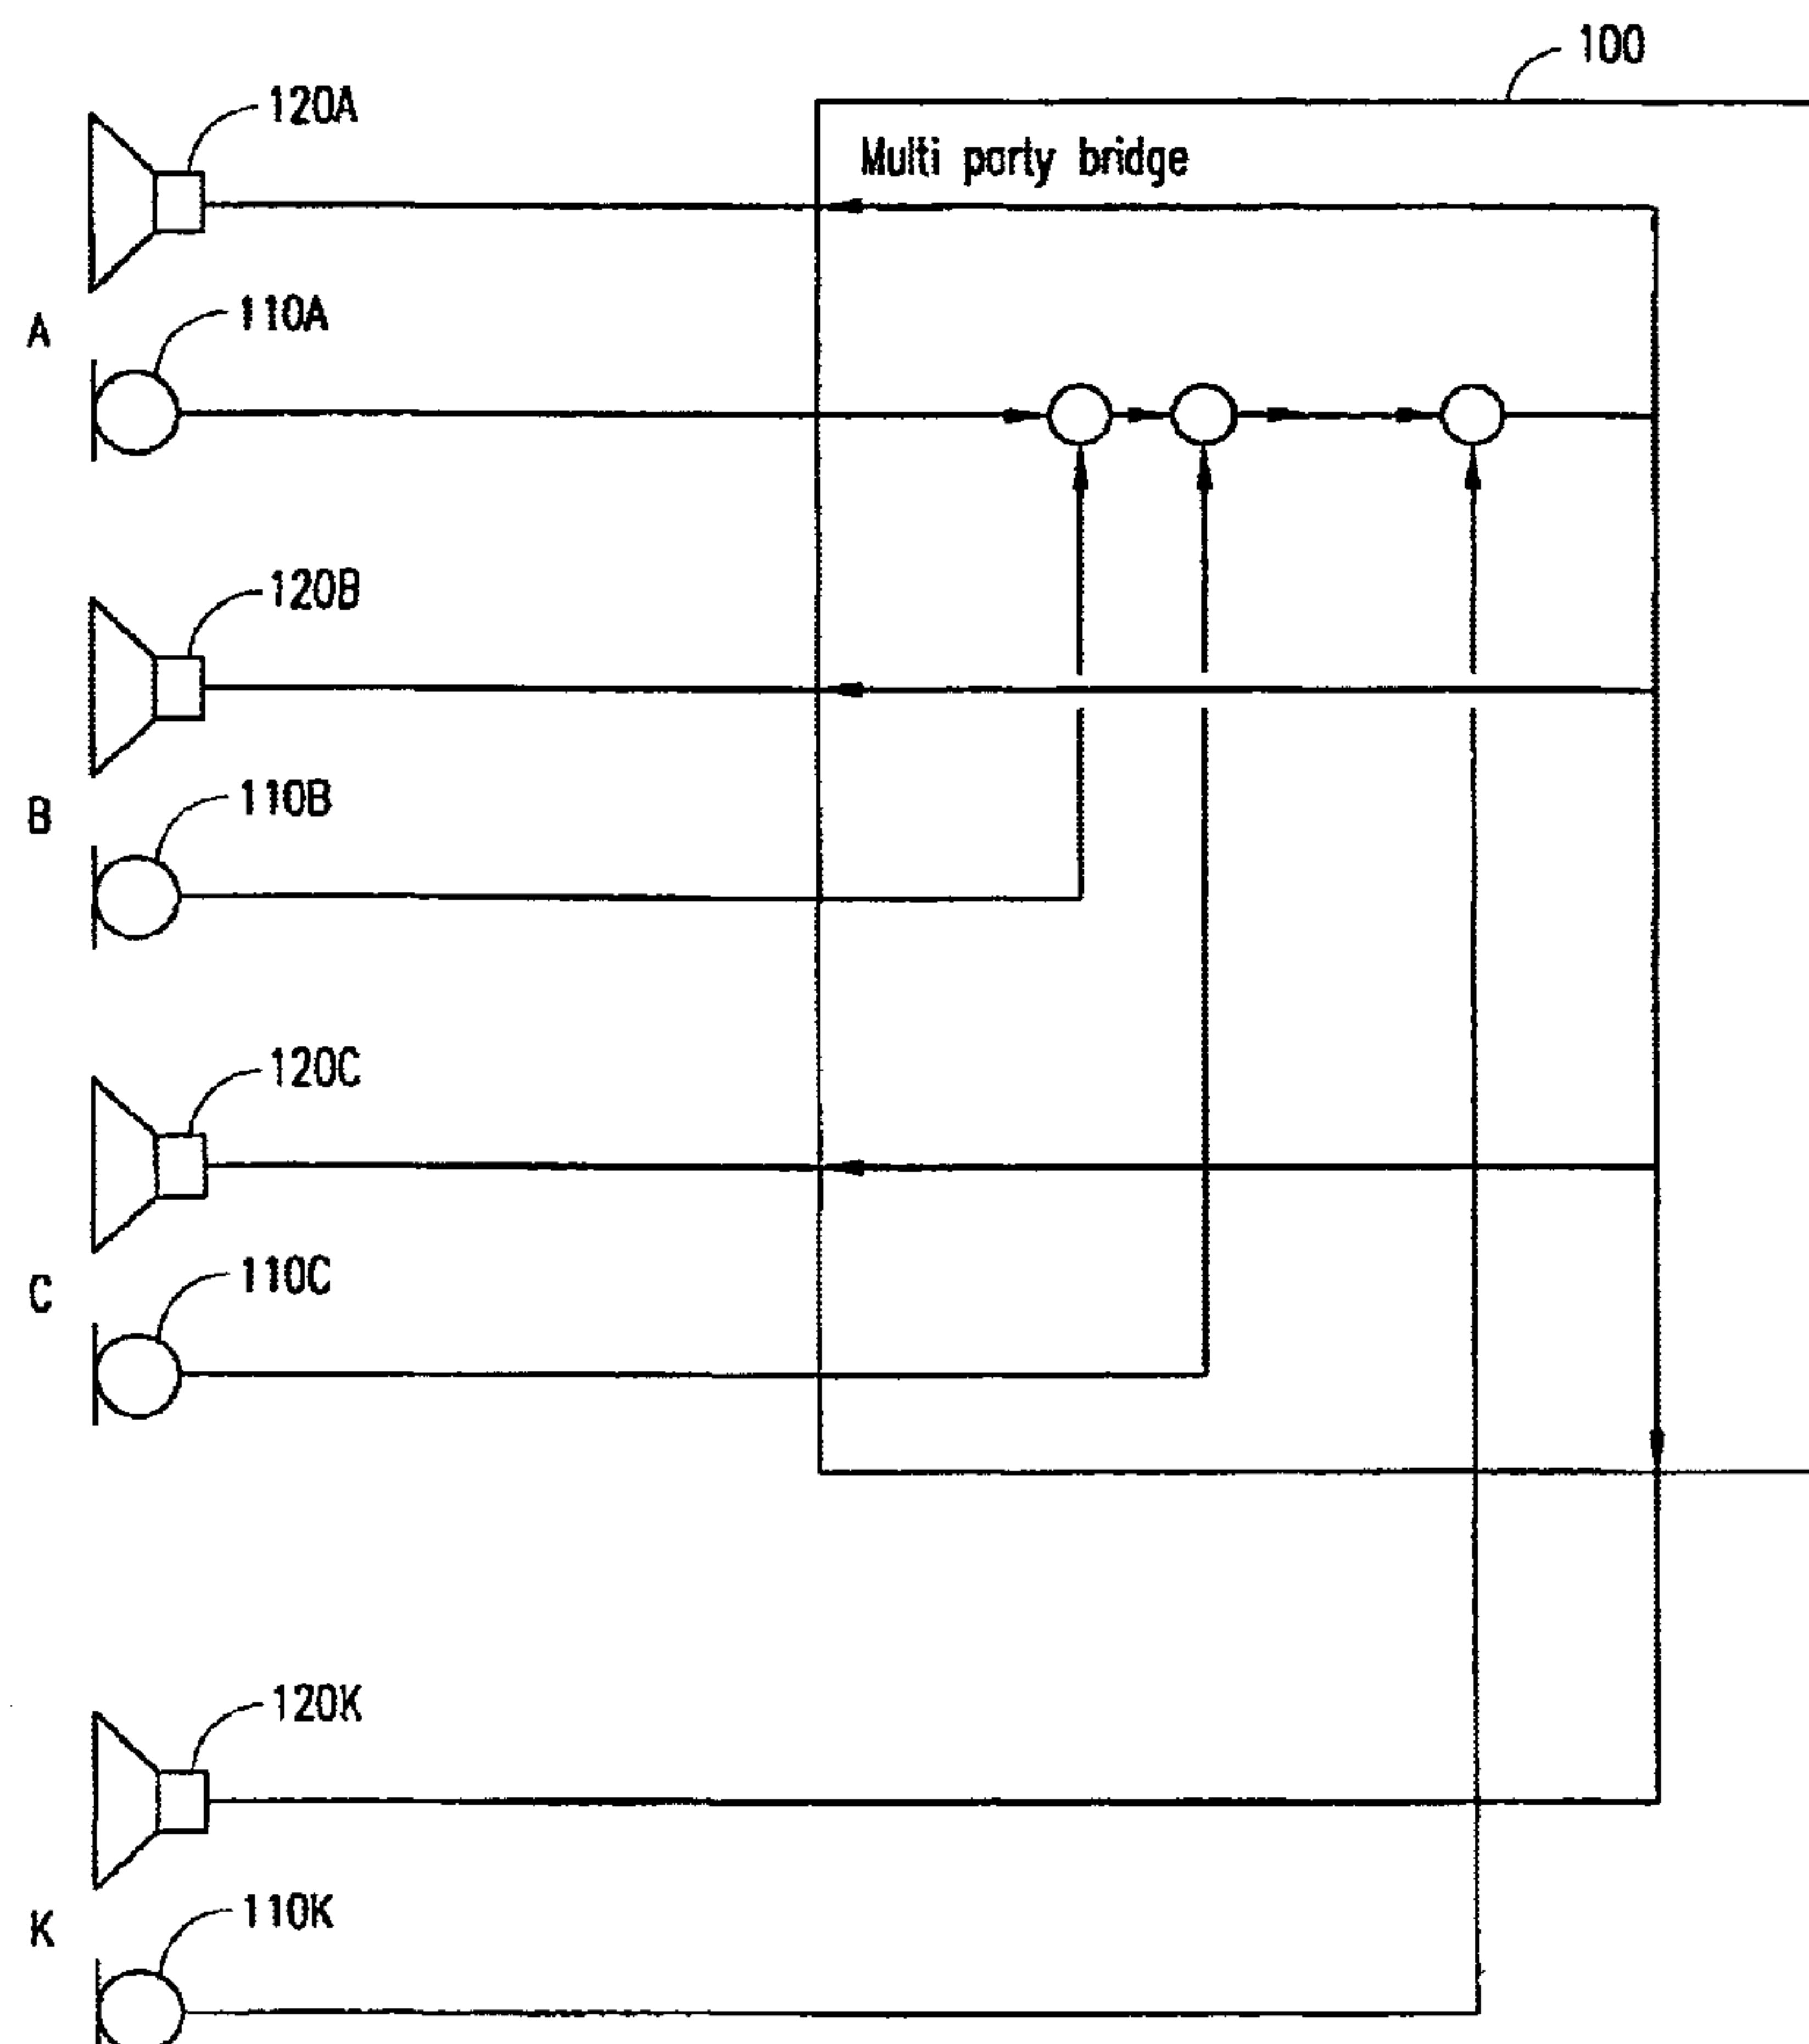 100
120A
Multi party bridge
110A
A
120B
110B
B
120C
110C
C
120K
110K
K